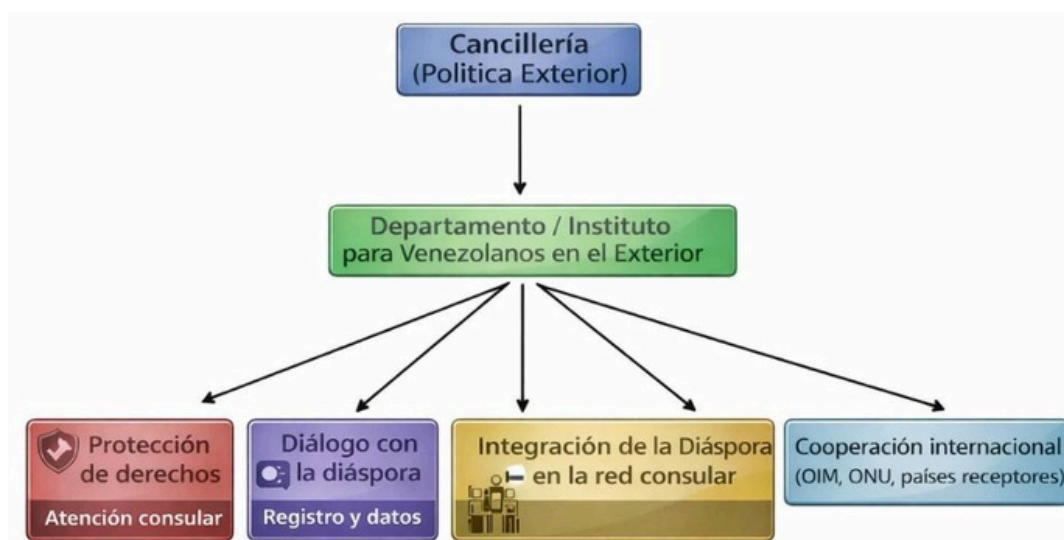 Cancillería
(Politica Exterior)
Departamento / Instituto
para Venezolanos en el Exterior
Protección
de derechos
Atención consular
Diálogo con
la diáspora
Registro y datos
Integración de la Diáspora
en la red consular
Cooperación internacional
(OIM, ONU, países receptores)